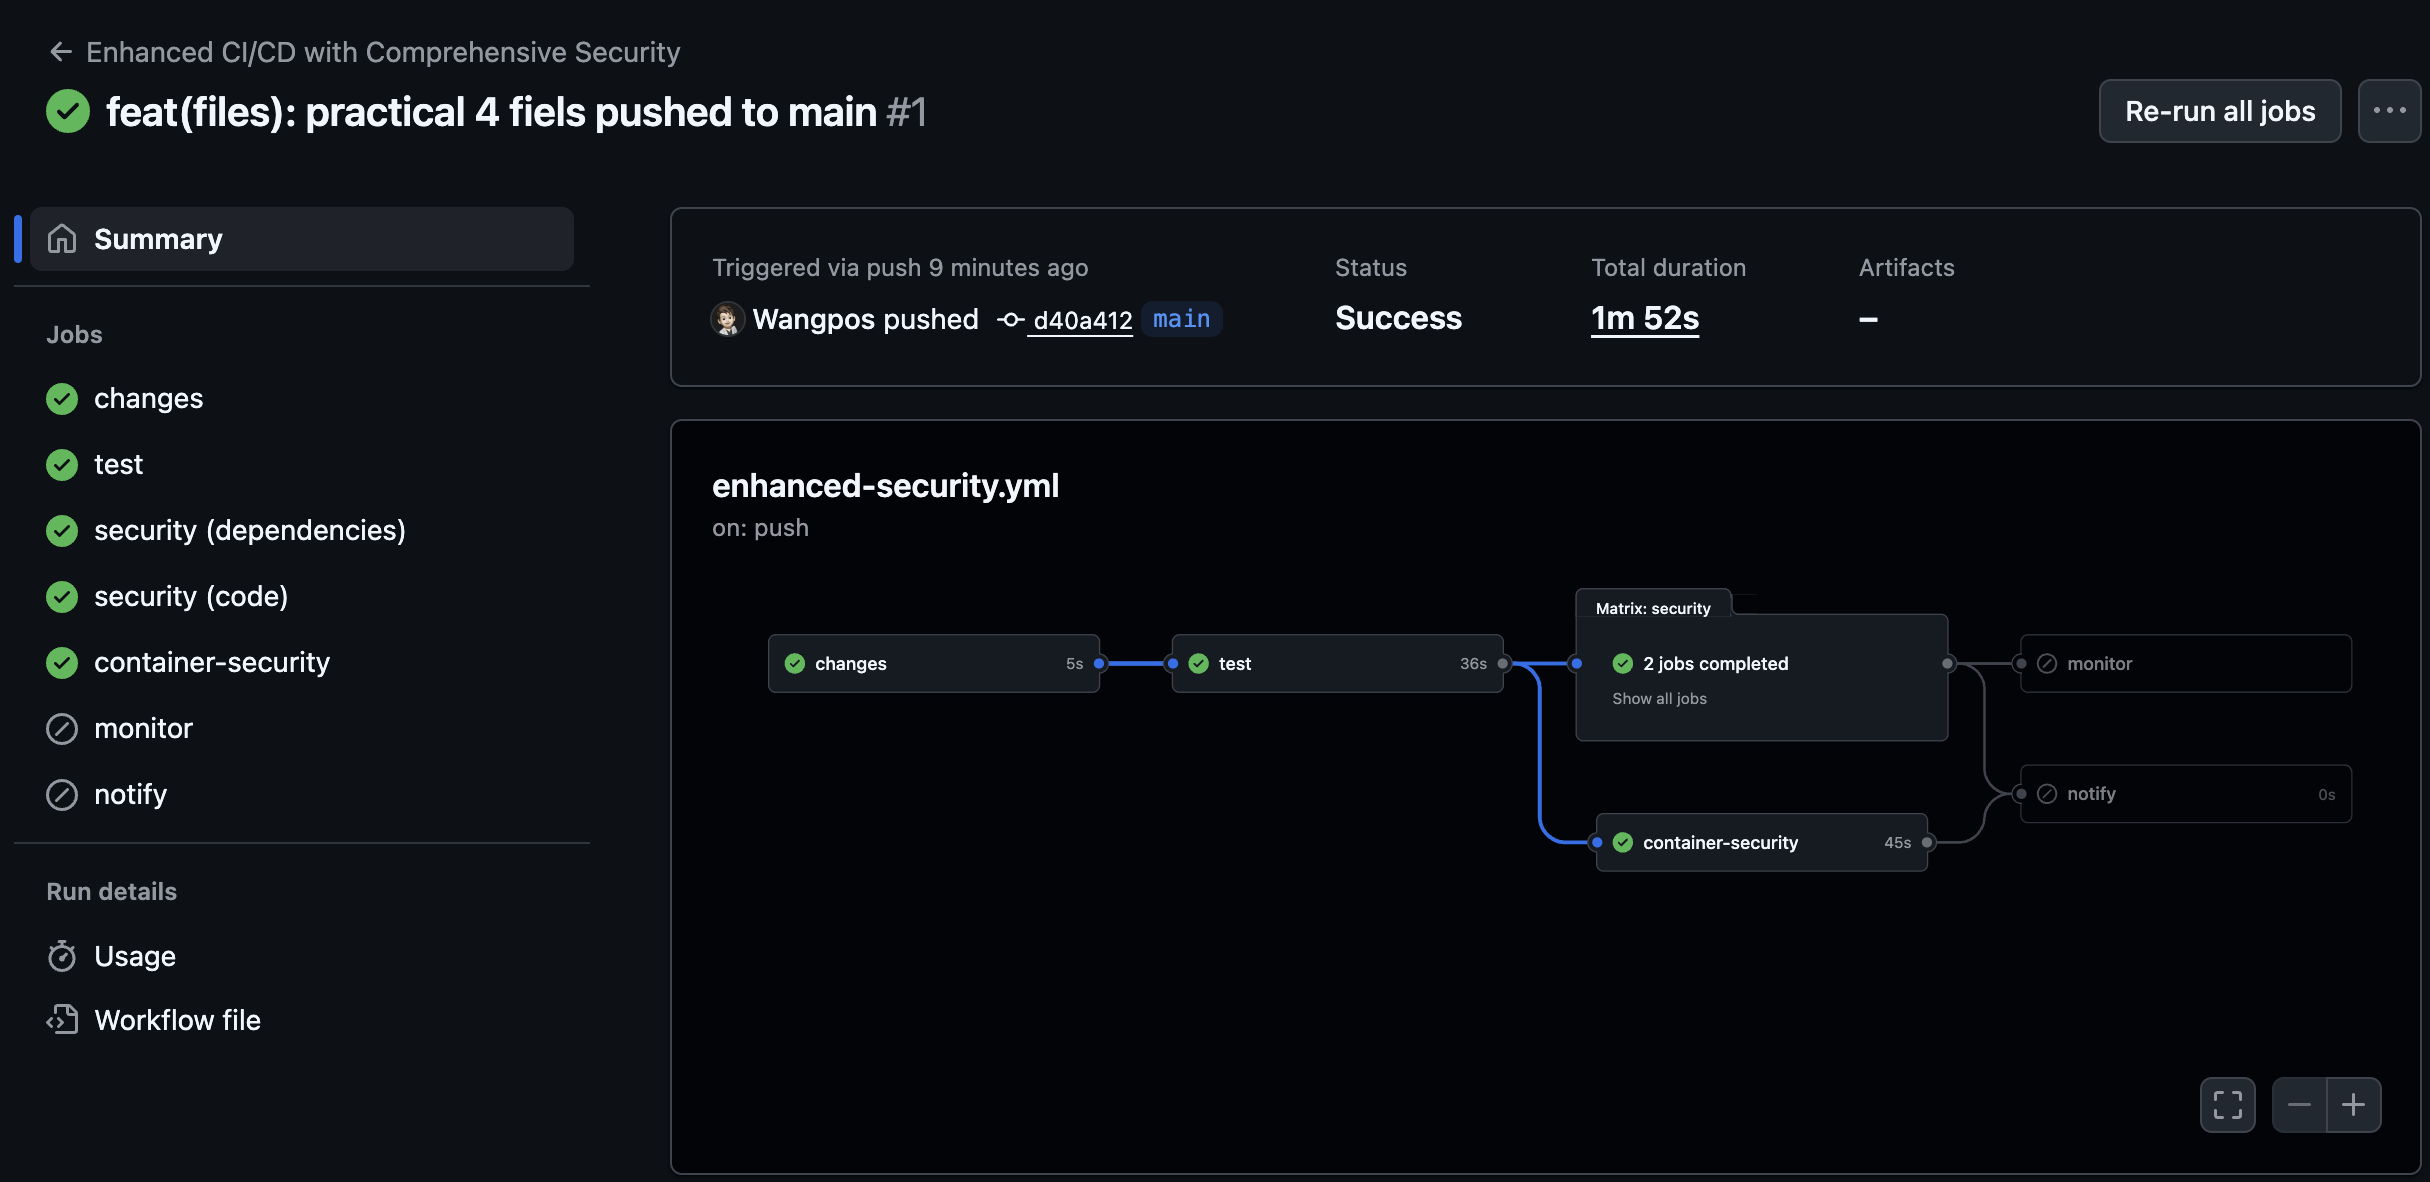 Enhanced CI/CD with Comprehensive Security
feat(files): practical 4 fiels pushed to main #1
Re-run all jobs
Summary
Jobs
changes
test
security (dependencies)
security (code)
container-security
monitor
notify
Run details
Usage
Workflow file
Triggered via push 9 minutes ago
Wangpos pushed d40a412 main
Status
Success
Total duration
1m 52s
Artifacts
–
enhanced-security.yml
on: push
changes 5s
test 36s
Matrix: security
2 jobs completed
Show all jobs
container-security 45s
monitor
notify 0s